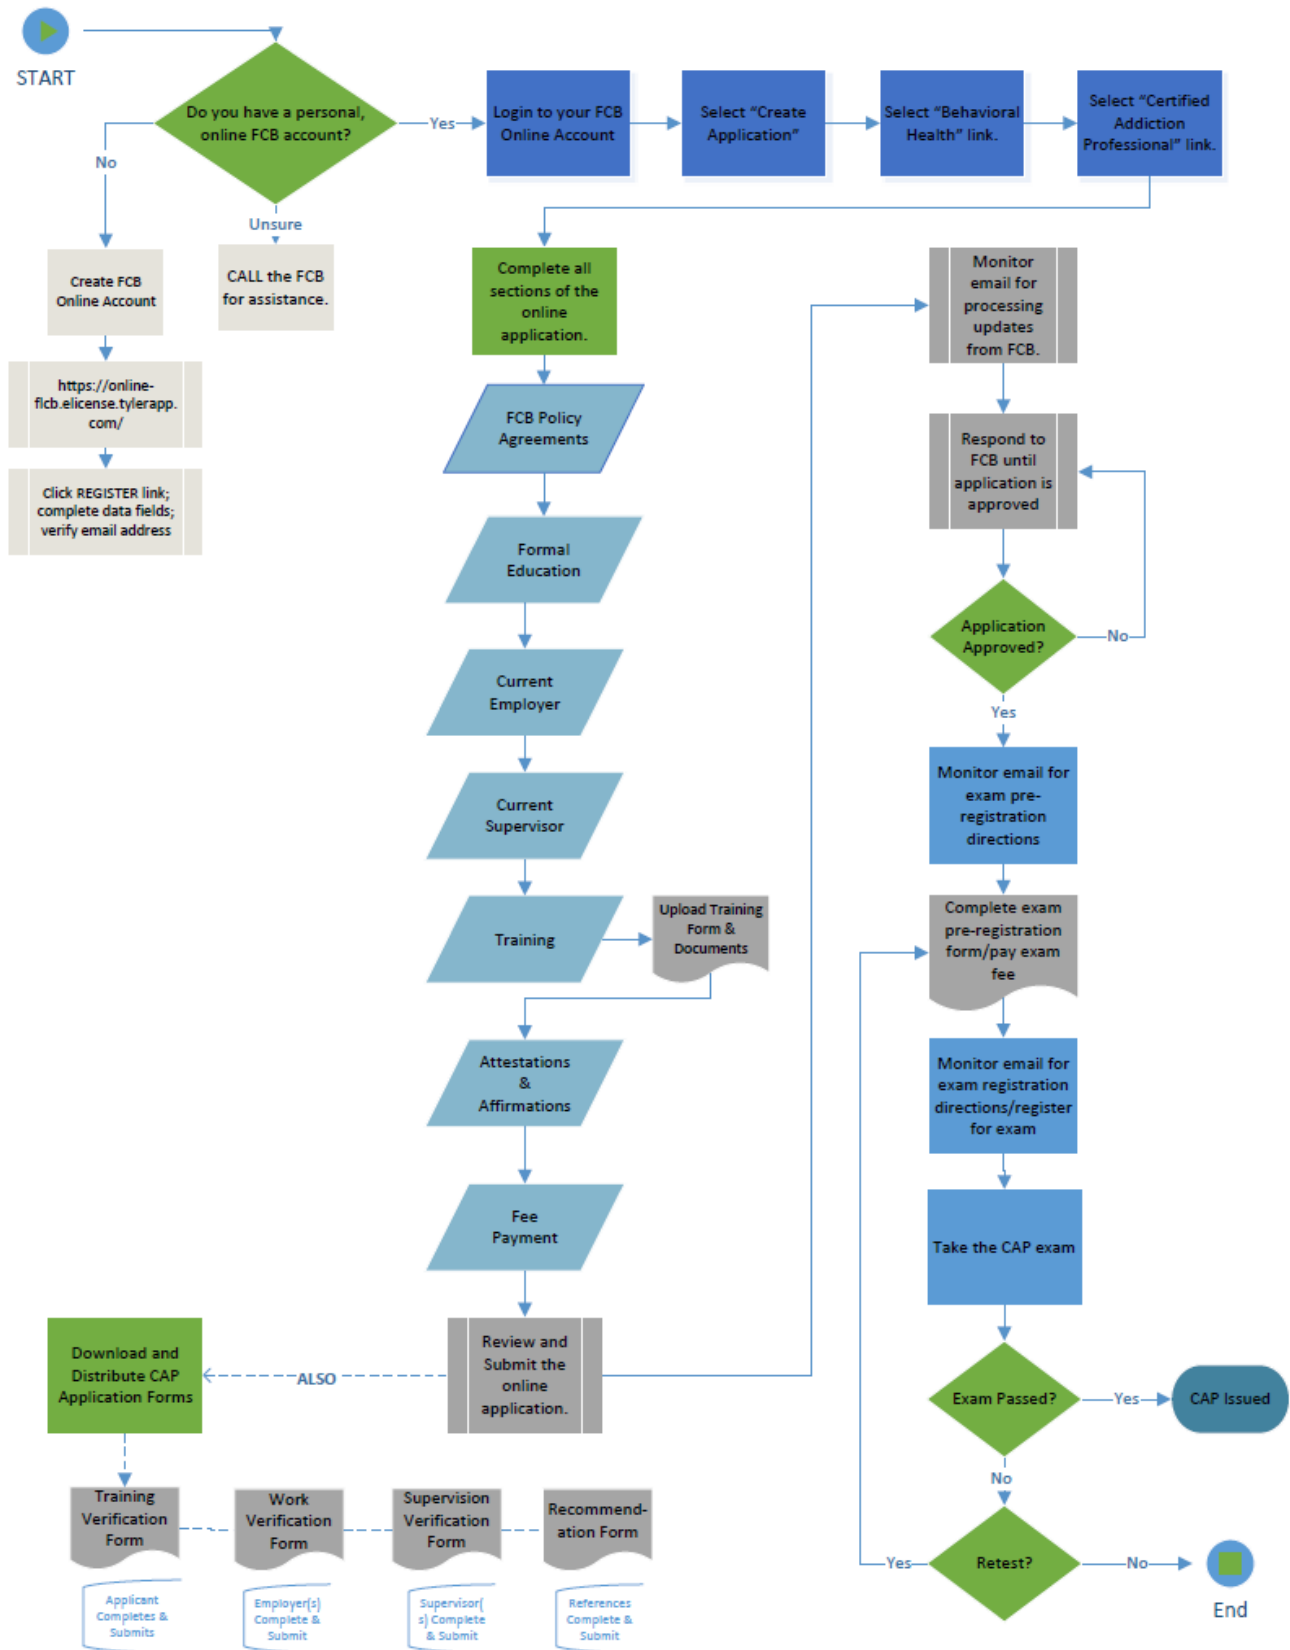 START
Do you have a personal,
online FCB account?
Yes
Login to your FCB
Online Account
Select “Create
Application”
Select “Behavioral
Health” link.
Select “Certified
Addiction
Professional” link.
No
Unsure
Create FCB
Online Account
CALL the FCB
for assistance.
https://online-
flcb.elicense.tylerapp.
com/
Click REGISTER link;
complete data fields;
verify email address
Complete all
sections of the
online
application.
FCB Policy
Agreements
Formal
Education
Current
Employer
Current
Supervisor
Training
Upload Training
Form &
Documents
Attestations
&
Affirmations
Fee
Payment
Review and
Submit the
online
application.
ALSO
Download and
Distribute CAP
Application Forms
Training
Verification
Form
Work
Verification
Form
Supervision
Verification
Form
Recommend-
ation Form
Applicant
Completes &
Submits
Employer(s)
Complete &
Submit
Supervisor(
s) Complete
& Submit
References
Complete &
Submit
Monitor
email for
processing
updates
from FCB.
Respond to
FCB until
application is
approved
Application
Approved?
No
Yes
Monitor email for
exam pre-
registration
directions
Complete exam
pre-registration
form/pay exam
fee
Monitor email for
exam registration
directions/register
for exam
Take the CAP exam
Exam Passed?
Yes
CAP Issued
No
Retest?
Yes
No
End